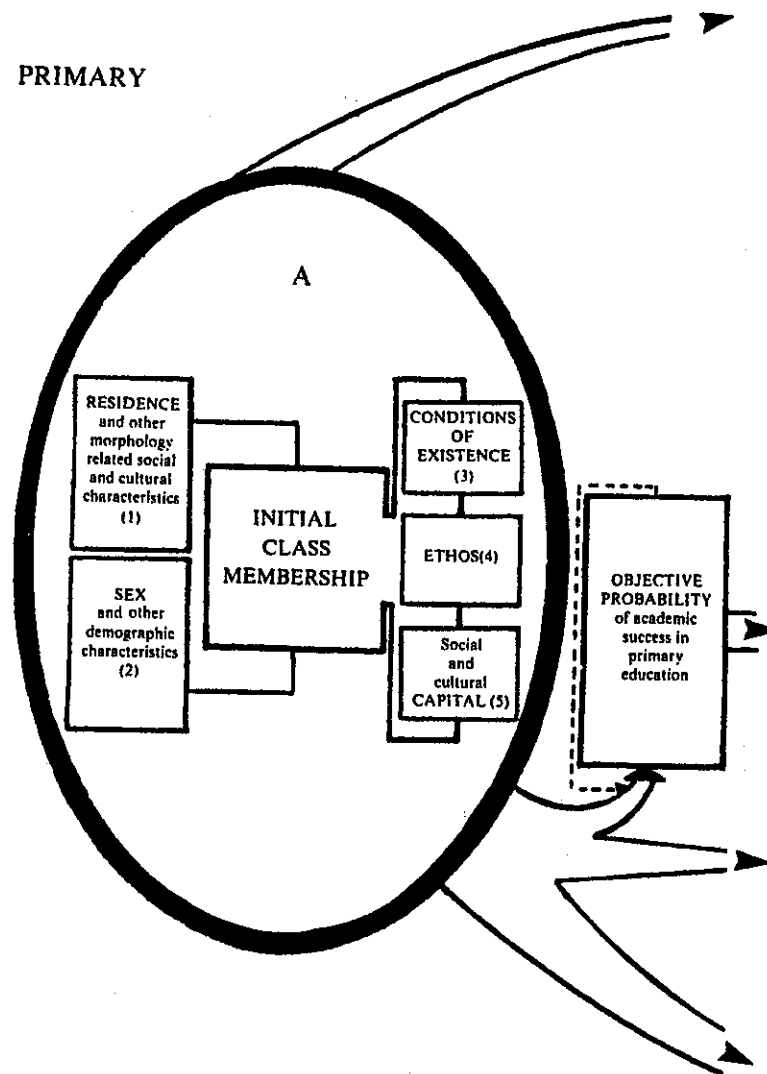 PRIMARY
A
RESIDENCE
and other
morphology
related social
and cultural
characteristics
(1)
SEX
and other
demographic
characteristics
(2)
INITIAL
CLASS
MEMBERSHIP
CONDITIONS
OF
EXISTENCE
(3)
ETHOS(4)
Social
and
cultural
CAPITAL (5)
OBJECTIVE
PROBABILITY
of academic
success in
primary
education